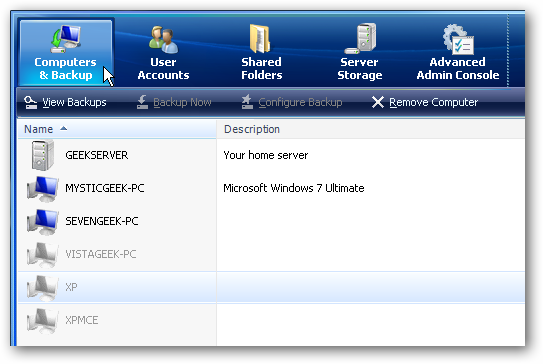 Computers & Backup
User Accounts
Shared Folders
Server Storage
Advanced Admin Console
View Backups
Backup Now
Configure Backup
Remove Computer
Name
Description
GEEKSERVER
Your home server
MYSTICGEEK-PC
Microsoft Windows 7 Ultimate
SEVENGEEK-PC
VISTAGEEK-PC
XP
XPMCE